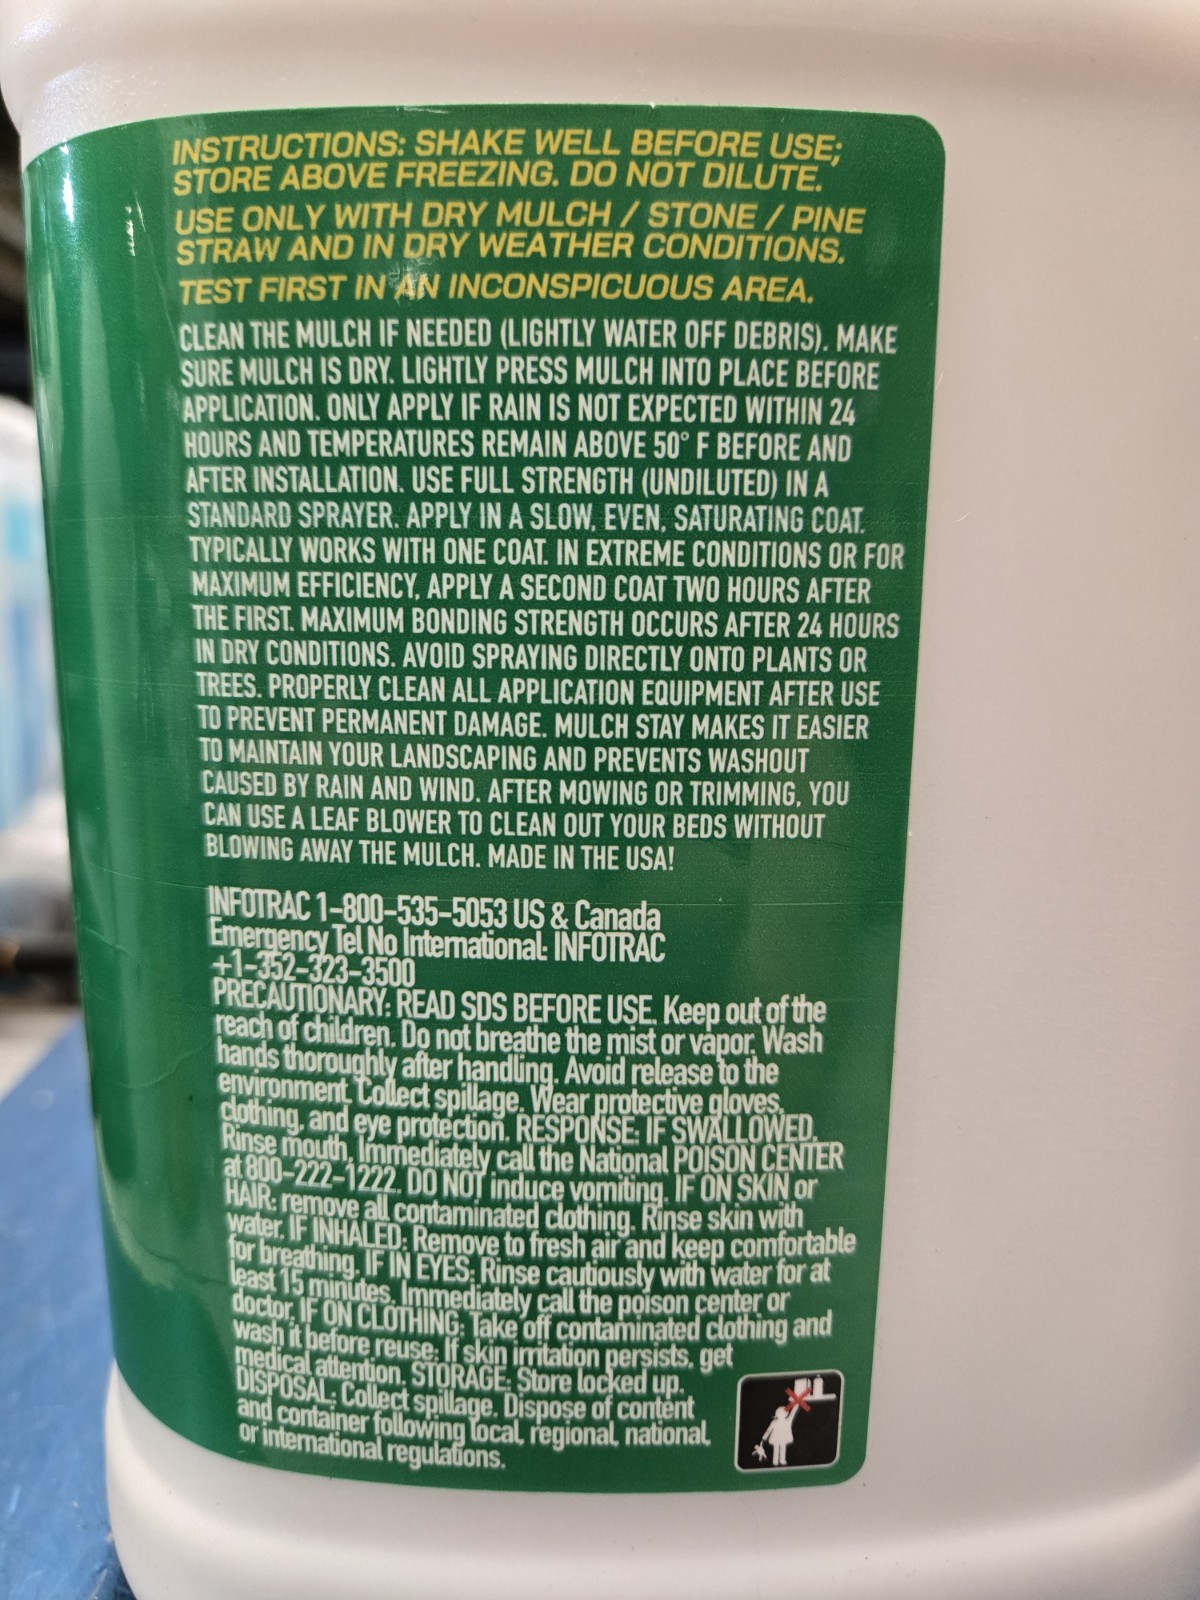 INSTRUCTIONS: SHAKE WELL BEFORE USE;
STORE ABOVE FREEZING. DO NOT DILUTE.
USE ONLY WITH DRY MULCH / STONE / PINE
STRAW AND IN DRY WEATHER CONDITIONS.
TEST FIRST IN AN INCONSPICUOUS AREA.
CLEAN THE MULCH IF NEEDED (LIGHTLY WATER OFF DEBRIS). MAKE
SURE MULCH IS DRY. LIGHTLY PRESS MULCH INTO PLACE BEFORE
APPLICATION. ONLY APPLY IF RAIN IS NOT EXPECTED WITHIN 24
HOURS AND TEMPERATURES REMAIN ABOVE 50° F BEFORE AND
AFTER INSTALLATION. USE FULL STRENGTH (UNDILUTED) IN A
STANDARD SPRAYER. APPLY IN A SLOW, EVEN, SATURATING COAT.
TYPICALLY WORKS WITH ONE COAT. IN EXTREME CONDITIONS OR FOR
MAXIMUM EFFICIENCY, APPLY A SECOND COAT TWO HOURS AFTER
THE FIRST. MAXIMUM BONDING STRENGTH OCCURS AFTER 24 HOURS
IN DRY CONDITIONS. AVOID SPRAYING DIRECTLY ONTO PLANTS OR
TREES. PROPERLY CLEAN ALL APPLICATION EQUIPMENT AFTER USE
TO PREVENT PERMANENT DAMAGE. MULCH STAY MAKES IT EASIER
TO MAINTAIN YOUR LANDSCAPING AND PREVENTS WASHOUT
CAUSED BY RAIN AND WIND. AFTER MOWING OR TRIMMING, YOU
CAN USE A LEAF BLOWER TO CLEAN OUT YOUR BEDS WITHOUT
BLOWING AWAY THE MULCH. MADE IN THE USA!
INFOTRAC 1-800-535-5053 US & Canada
Emergency Tel No International: INFOTRAC
+1-352-323-3500
PRECAUTIONARY: READ SDS BEFORE USE. Keep out of the
reach of children. Do not breathe the mist or vapor. Wash
hands thoroughly after handling. Avoid release to the
environment. Collect spillage. Wear protective gloves,
clothing, and eye protection. RESPONSE: IF SWALLOWED,
Rinse mouth, Immediately call the National POISON CENTER
at 800-222-1222. DO NOT induce vomiting. IF ON SKIN or
HAIR: remove all contaminated clothing. Rinse skin with
water. IF INHALED: Remove to fresh air and keep comfortable
for breathing. IF IN EYES: Rinse cautiously with water for at
least 15 minutes. Immediately call the poison center or
doctor. IF ON CLOTHING: Take off contaminated clothing and
wash it before reuse: If skin irritation persists, get
medical attention. STORAGE: Store locked up.
DISPOSAL: Collect spillage. Dispose of content
and container following local, regional, national,
or international regulations.